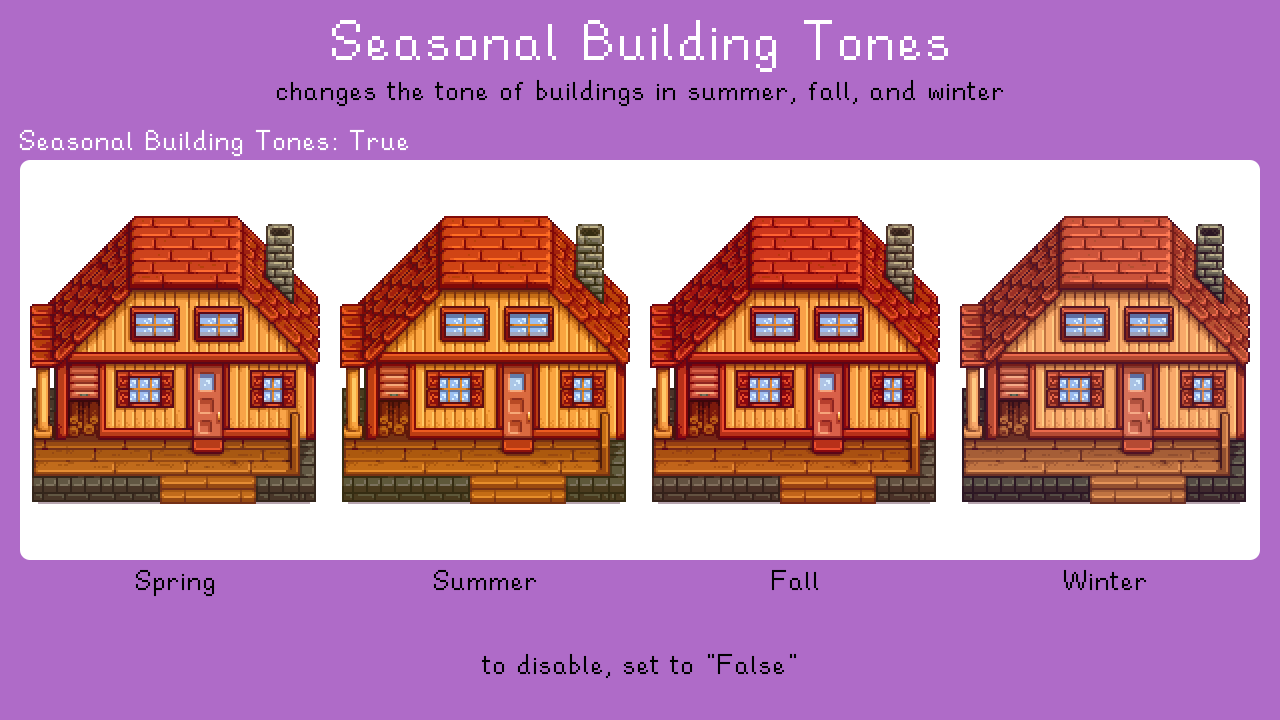 Seasonal Building Tones
changes the tone of buildings in summer, fall, and winter
Seasonal Building Tones: True
Spring
Summer
Fall
Winter
to disable, set to "False"